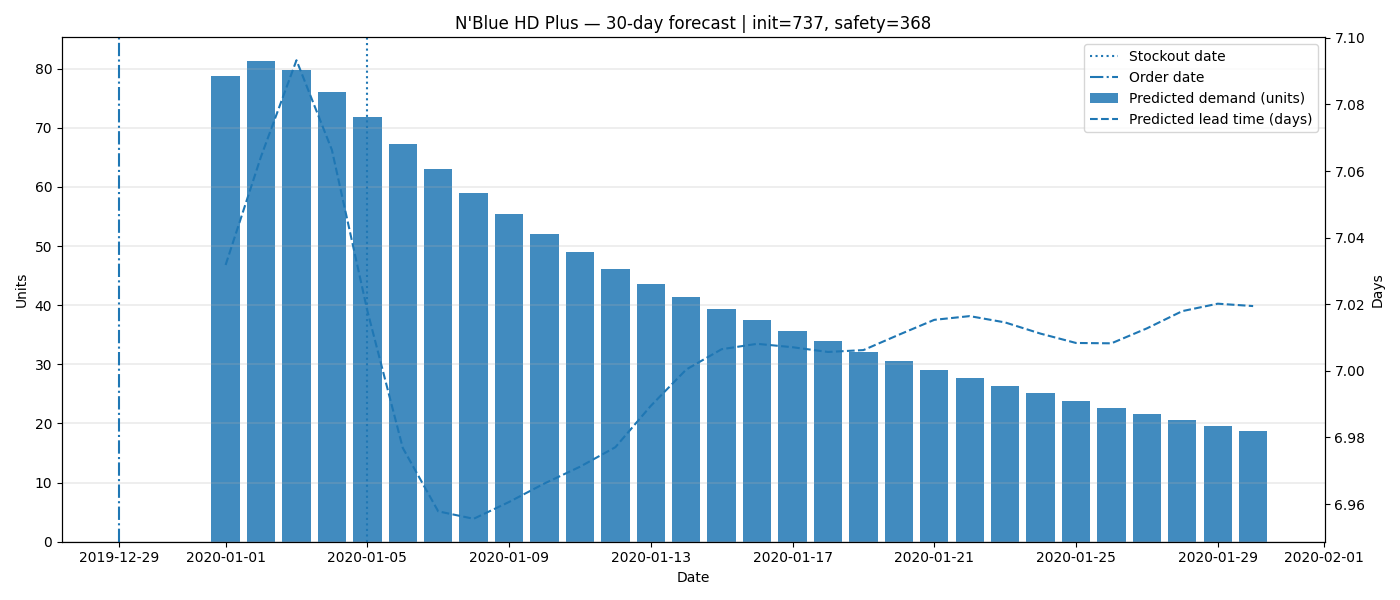 N'Blue HD Plus — 30-day forecast | init=737, safety=368
Stockout date
Order date
Predicted demand (units)
Predicted lead time (days)
Units
80
70
60
50
40
30
20
10
0
7.10
7.08
7.06
7.04
7.02
7.00
6.98
6.96
Days
2019-12-29 2020-01-01 2020-01-05 2020-01-09 2020-01-13 2020-01-17 2020-01-21 2020-01-25 2020-01-29 2020-02-01
Date